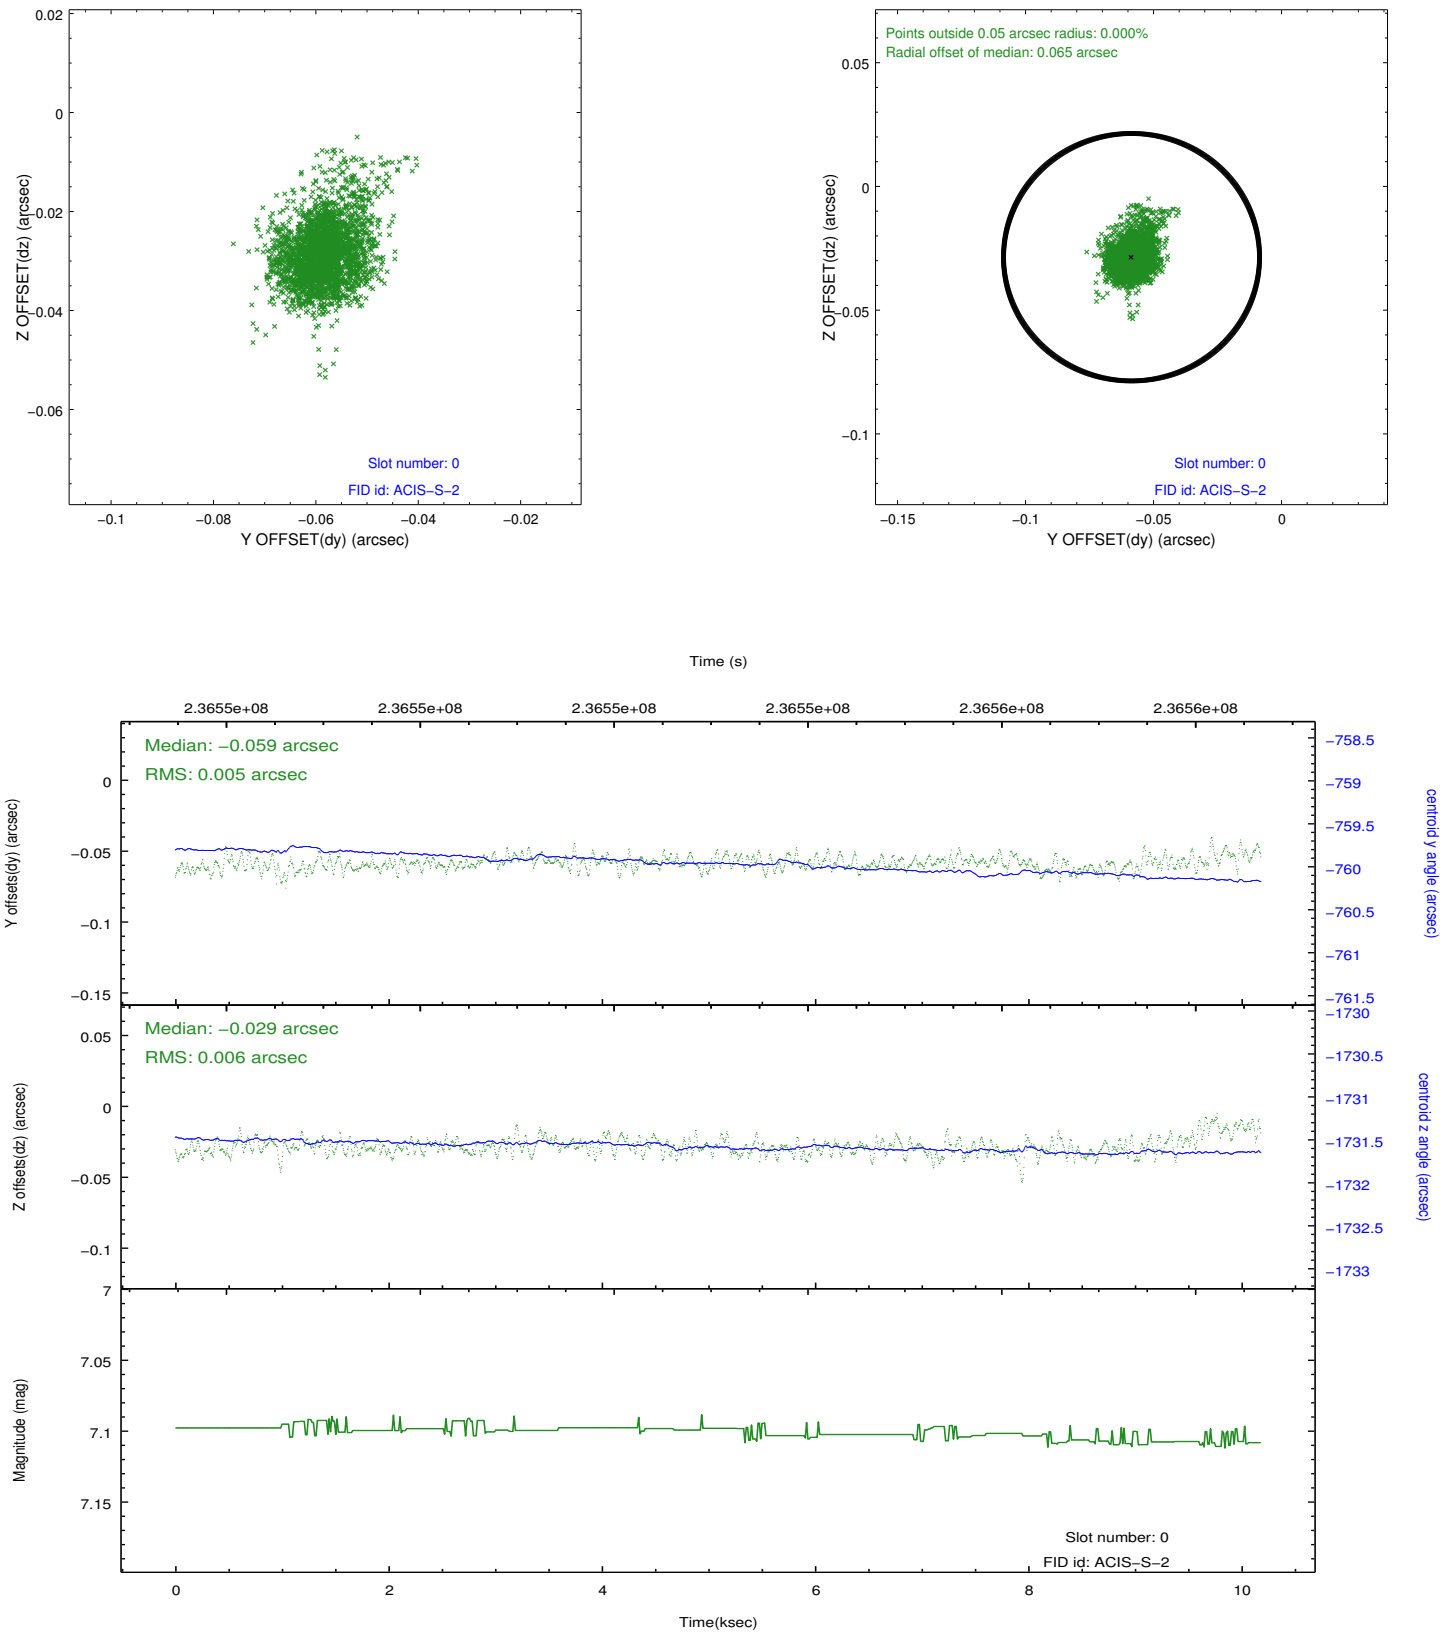 0.02
0
−0.02
−0.04
−0.06
Z OFFSET(dz) (arcsec)
Slot number: 0
FID id: ACIS−S−2
−0.1
−0.08
−0.06
−0.04
−0.02
Y OFFSET(dy) (arcsec)
Points outside 0.05 arcsec radius: 0.000%
Radial offset of median: 0.065 arcsec
0.05
0
−0.05
−0.1
Z OFFSET(dz) (arcsec)
Slot number: 0
FID id: ACIS−S−2
−0.15
−0.1
−0.05
0
Y OFFSET(dy) (arcsec)
Time (s)
2.3655e+08 2.3655e+08 2.3655e+08 2.3655e+08 2.3656e+08 2.3656e+08
Median: −0.059 arcsec
RMS: 0.005 arcsec
0
−0.05
−0.1
−0.15
Y offsets(dy) (arcsec)
−758.5
−759
−759.5
−760
−760.5
−761
−761.5
centroid y angle (arcsec)
Median: −0.029 arcsec
RMS: 0.006 arcsec
0.05
0
−0.05
−0.1
Z offsets(dz) (arcsec)
−1730
−1730.5
−1731
−1731.5
−1732
−1732.5
−1733
centroid z angle (arcsec)
7
7.05
7.1
7.15
Magnitude (mag)
Slot number: 0
FID id: ACIS−S−2
0 2 4 6 8 10
Time(ksec)